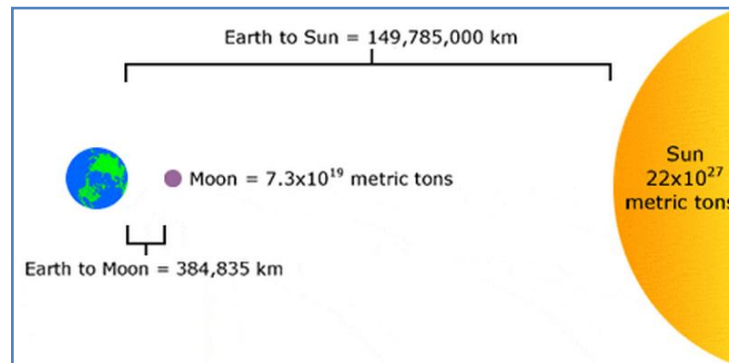 Earth to Sun = 149,785,000 km
Moon = 7.3x10¹⁹ metric tons
Sun
22x10²⁷
metric tons
Earth to Moon = 384,835 km